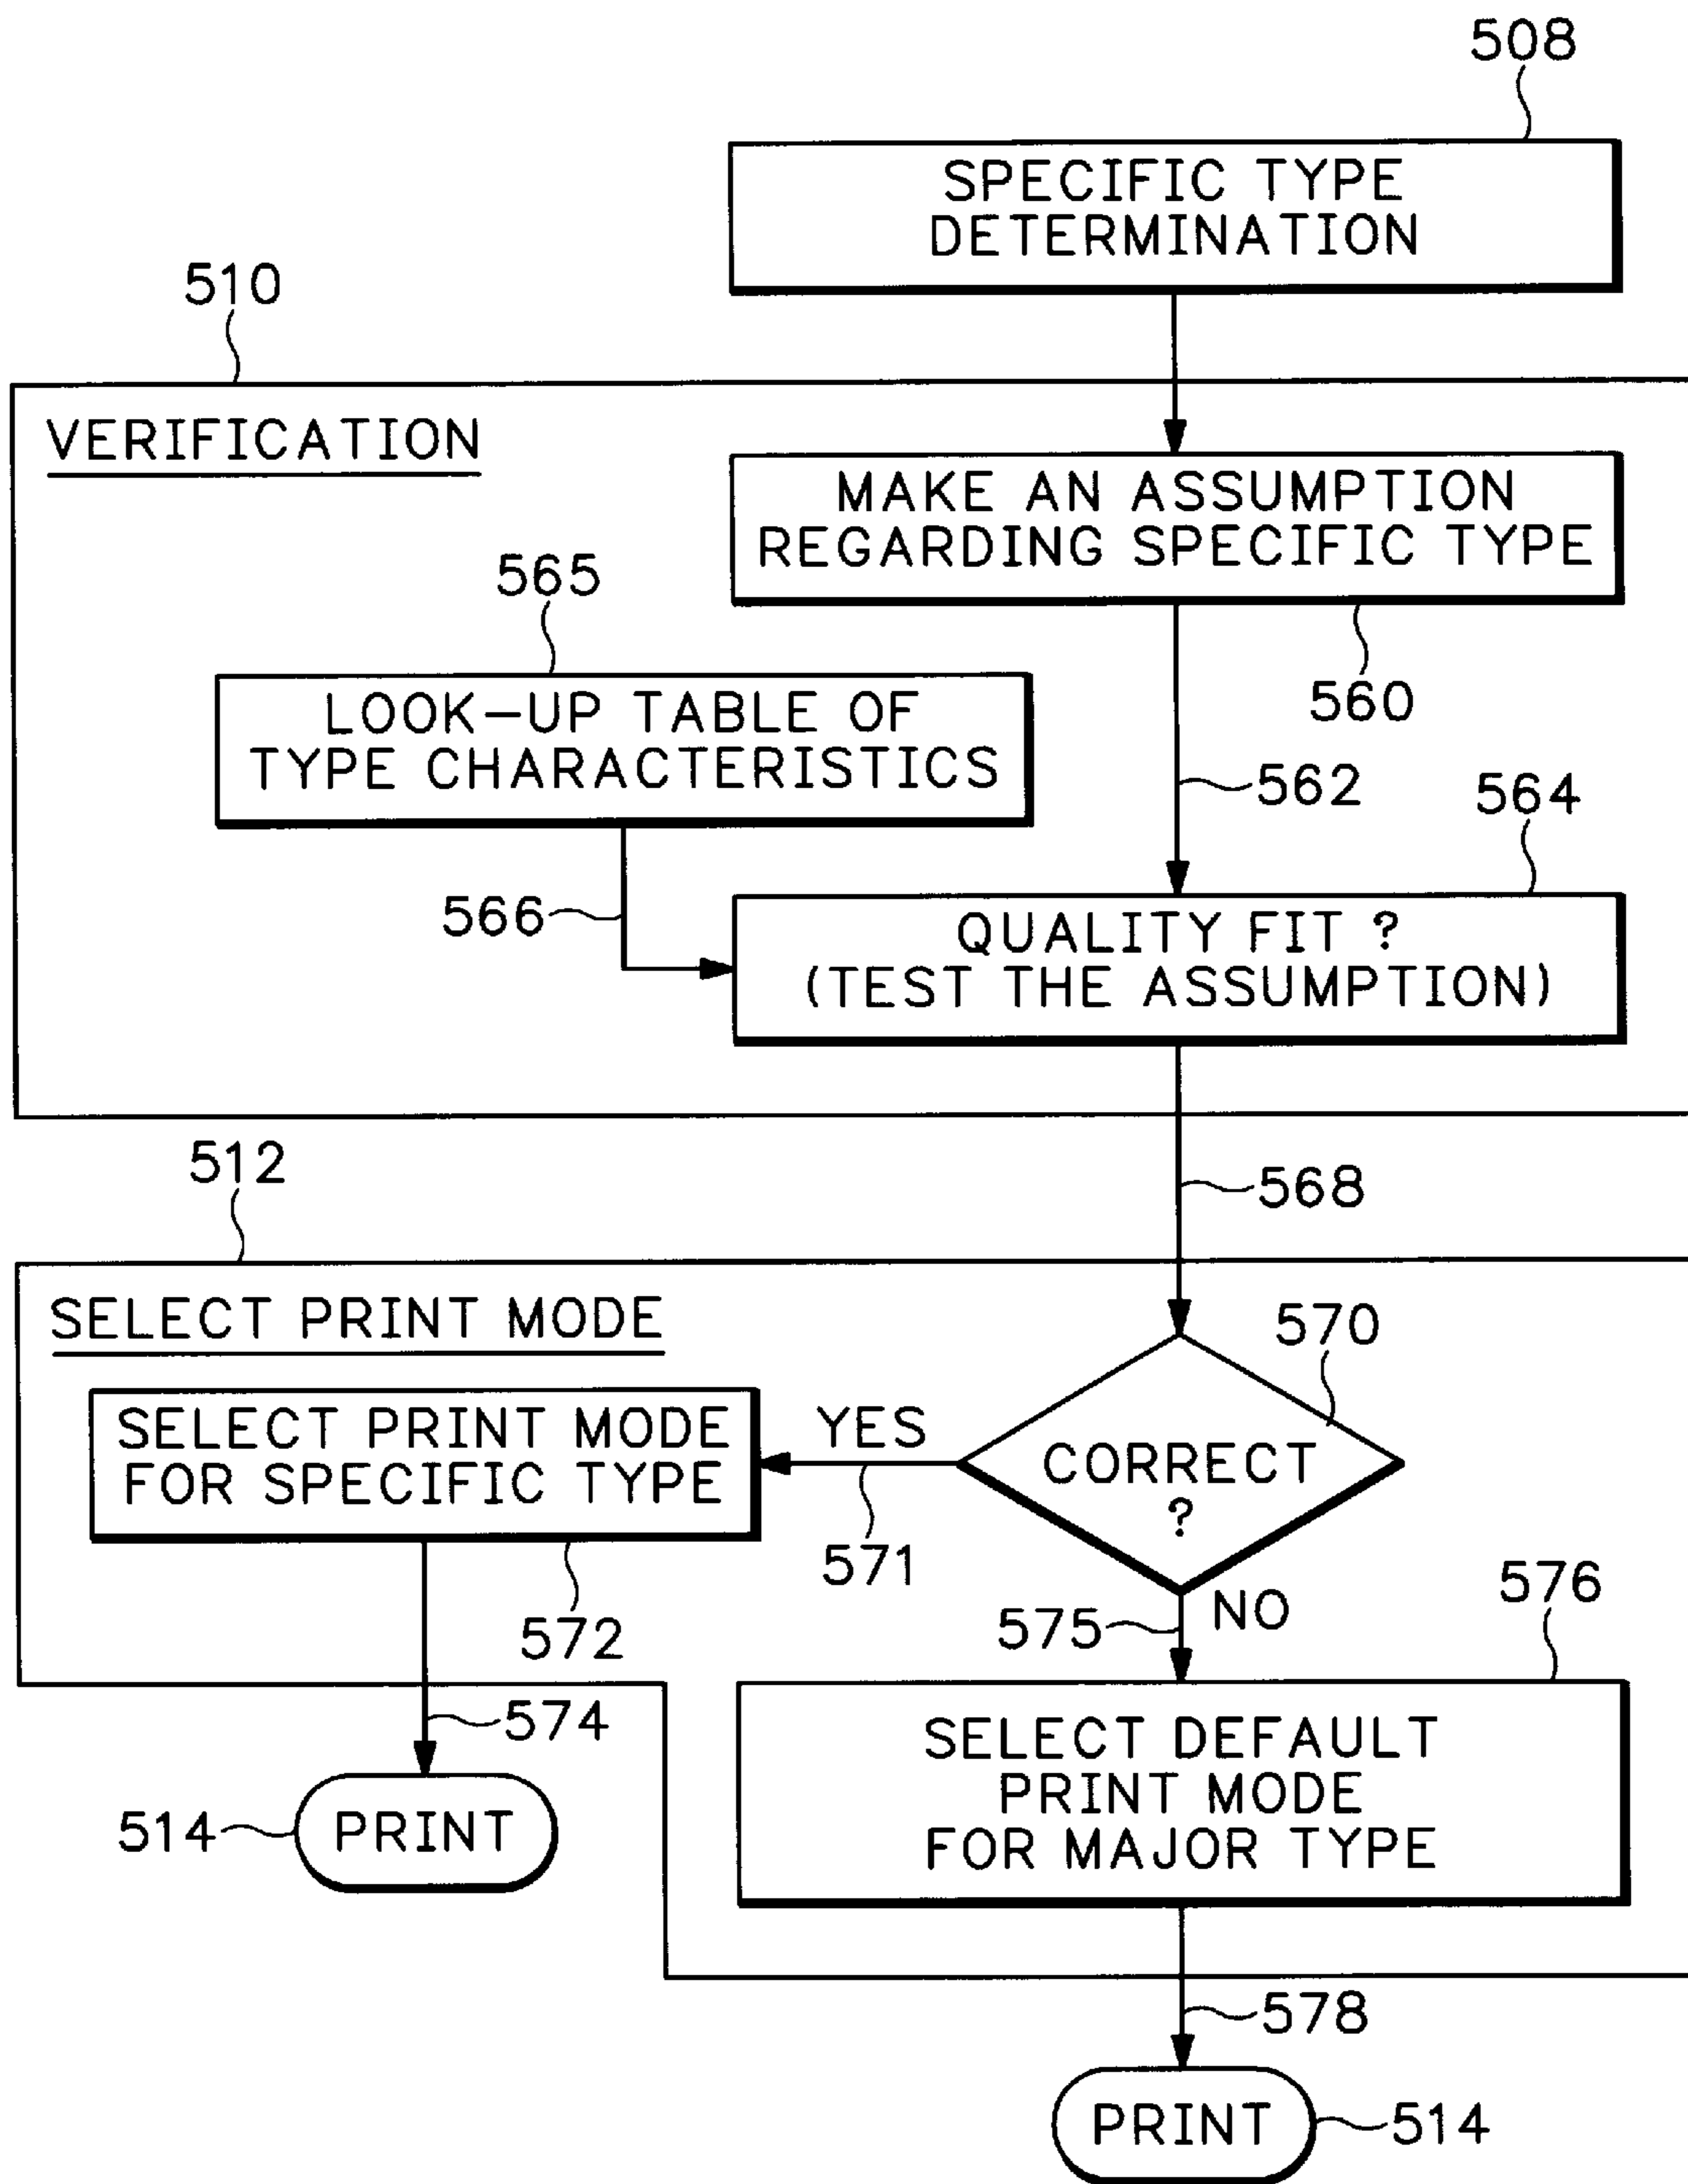 508
SPECIFIC TYPE
DETERMINATION
510
VERIFICATION
MAKE AN ASSUMPTION
REGARDING SPECIFIC TYPE
560
565
LOOK-UP TABLE OF
TYPE CHARACTERISTICS
562
564
566
QUALITY FIT ?
(TEST THE ASSUMPTION)
568
512
SELECT PRINT MODE
570
CORRECT
?
YES
571
SELECT PRINT MODE
FOR SPECIFIC TYPE
572
575
NO
576
574
SELECT DEFAULT
PRINT MODE
FOR MAJOR TYPE
514
PRINT
578
PRINT
514